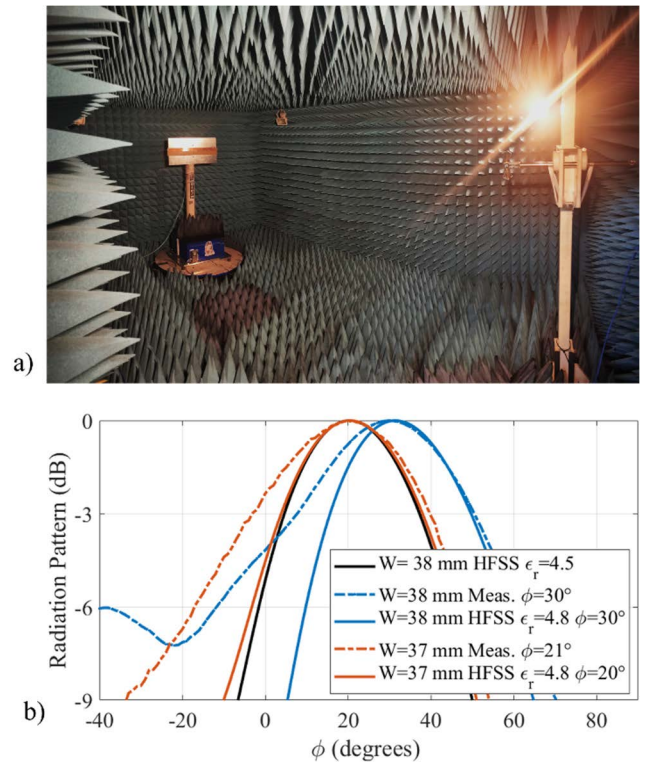 a)
b)
Radiation Pattern (dB)
0
-3
-6
-9
-40
-20
0
20
40
60
80
ϕ (degrees)
W= 38 mm HFSS ϵr=4.5
W=38 mm Meas. ϕ=30°
W=38 mm HFSS ϵr=4.8 ϕ=30°
W=37 mm Meas. ϕ=21°
W=37 mm HFSS ϵr=4.8 ϕ=20°